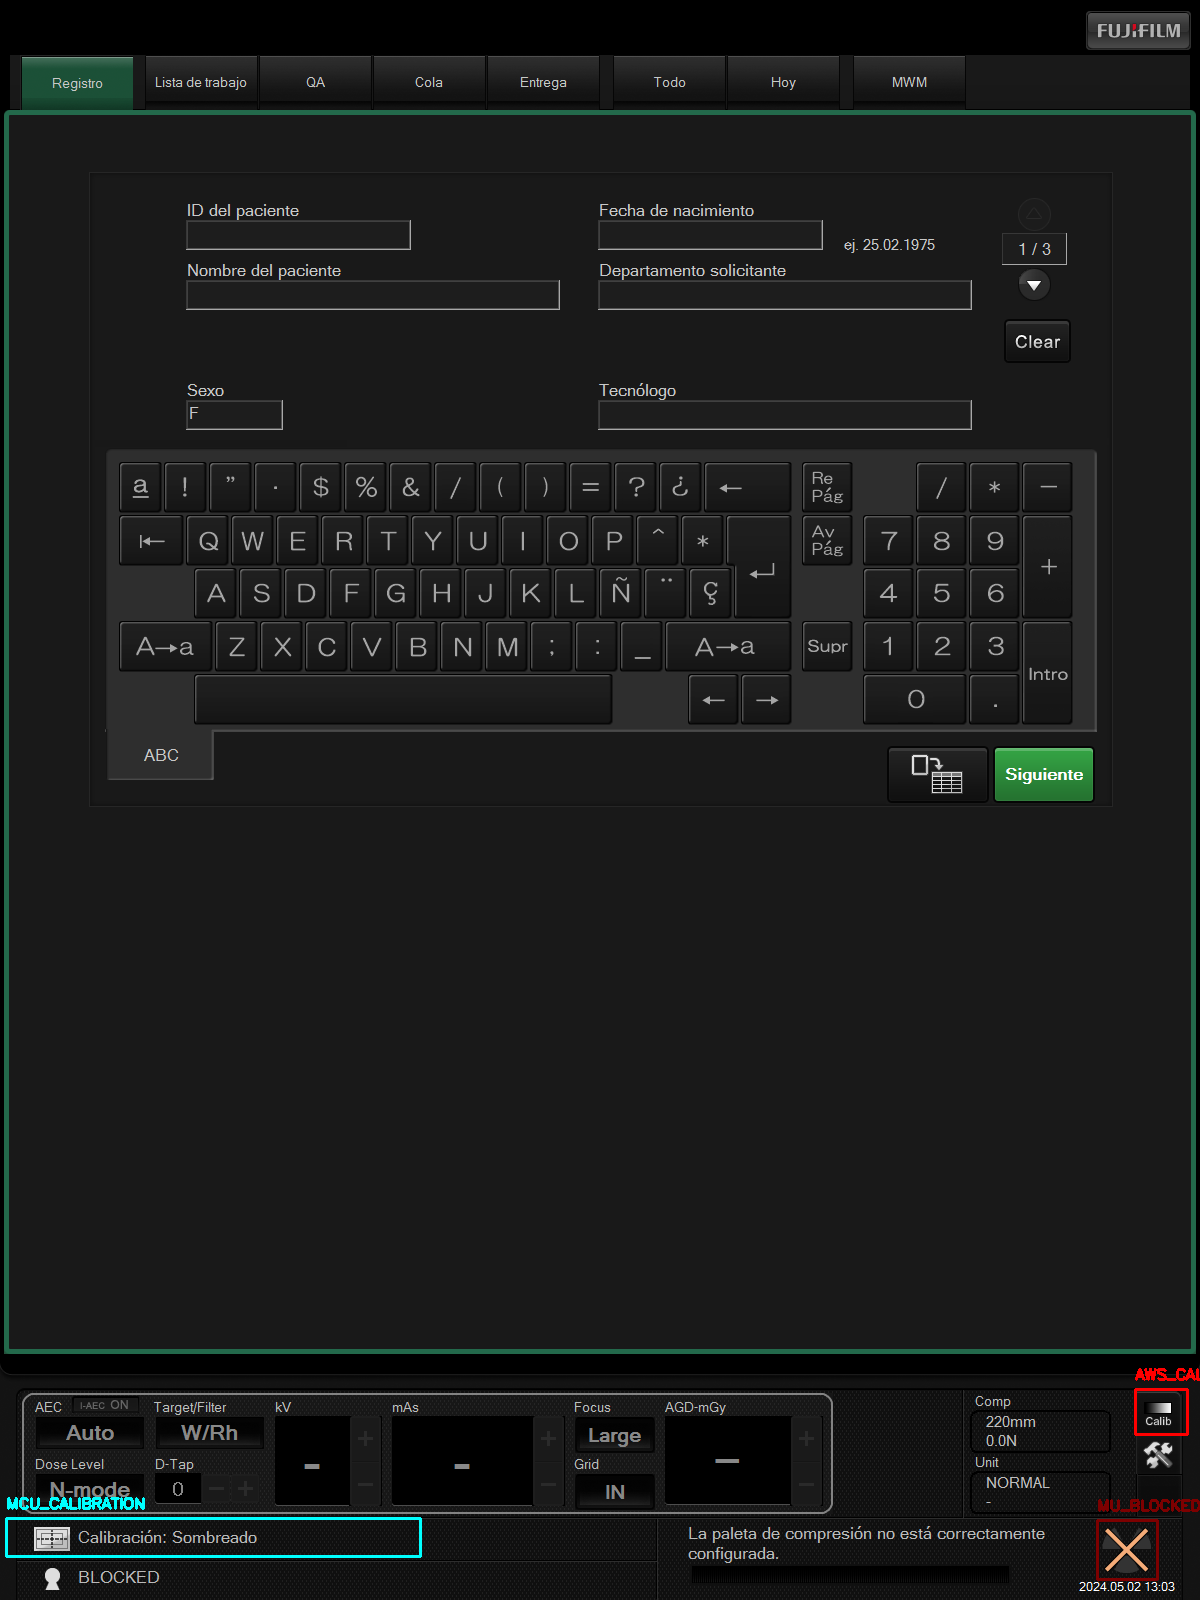 FUJIFILM
Registro
Lista de trabajo
QA
Cola
Entrega
Todo
Hoy
MWM
ID del paciente
Fecha de nacimiento
ej. 25.02.1975
1 / 3
Nombre del paciente
Departamento solicitante
Clear
Sexo
F
Tecnólogo
a ! " · $ % & / ( ) = ? ¿ ← Re Pág / * −
|← Q W E R T Y U I O P ^ * Av Pág 7 8 9 +
A S D F G H J K L Ñ ¨ Ç 4 5 6
A→a Z X C V B N M ; : _ A→a Supr 1 2 3 Intro
← → 0 .
ABC
Siguiente
AWS_CAL
AEC I-AEC ON Target/Filter kV mAs Focus AGD-mGy
Auto W/Rh Large
Dose Level D-Tap Grid
N-mode 0 IN
Comp
220mm
0.0N
Unit
NORMAL
-
Calib
MCU_CALIBRATION
Calibración: Sombreado
BLOCKED
La paleta de compresión no está correctamente
configurada.
MU_BLOCKED
2024.05.02 13:03